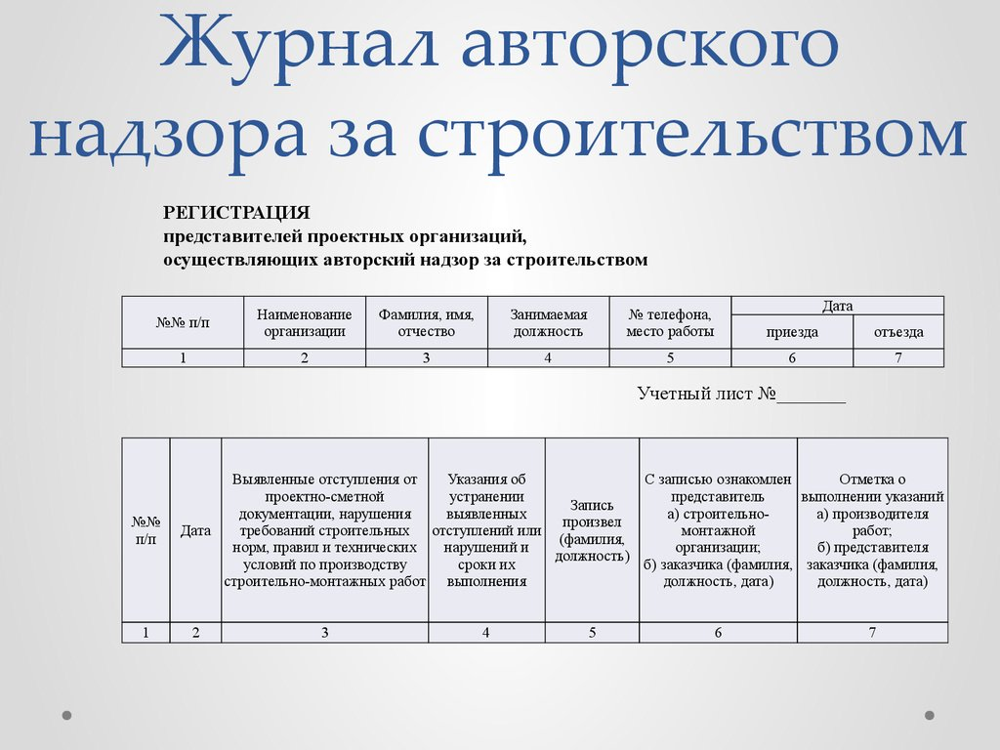 Журнал авторского
надзора за строительством
РЕГИСТРАЦИЯ
представителей проектных организаций,
осуществляющих авторский надзор за строительством
№№ п/п
Наименование
организации
Фамилия, имя,
отчество
Занимаемая
должность
№ телефона,
место работы
Дата
приезда
отъезда
1
2
3
4
5
6
7
Учетный лист №_______
№№
п/п
Дата
Выявленные отступления от
проектно-сметной
документации, нарушения
требований строительных
норм, правил и технических
условий по производству
строительно-монтажных работ
Указания об
устранении
выявленных
отступлений или
нарушений и
сроки их
выполнения
Запись
произвел
(фамилия,
должность)
С записью ознакомлен
представитель
а) строительно-
монтажной
организации;
б) заказчика (фамилия,
должность, дата)
Отметка о
выполнении указаний
а) производителя
работ;
б) представителя
заказчика (фамилия,
должность, дата)
1
2
3
4
5
6
7